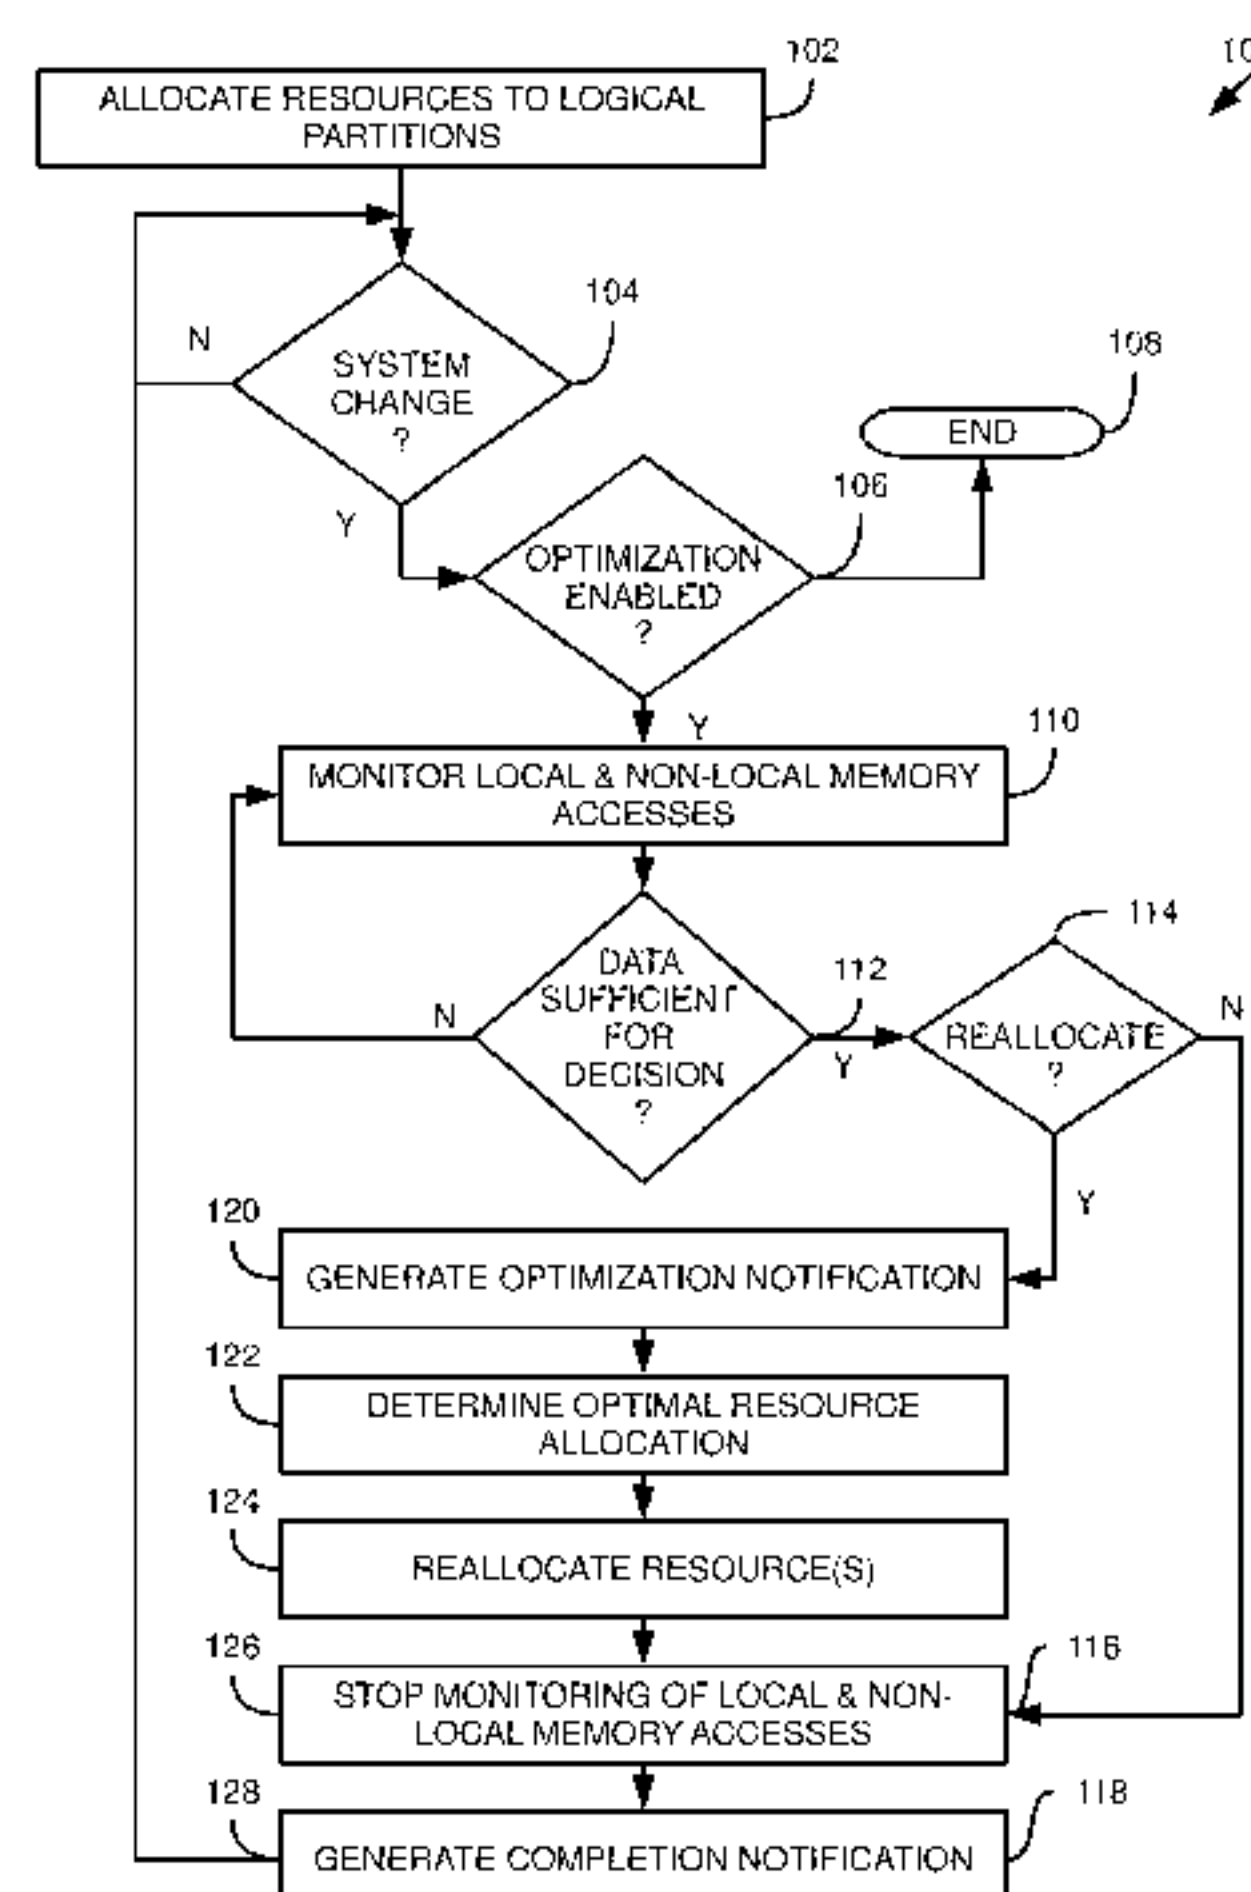 102
ALLOCATE RESOURCES TO LOGICAL
PARTITIONS
104
N
SYSTEM
CHANGE
?
108
END
Y
106
OPTIMIZATION
ENABLED
?
Y
110
MONITOR LOCAL & NON-LOCAL MEMORY
ACCESSES
114
DATA
SUFFICIENT
FOR
DECISION
?
N
112
Y
REALLOCATE
?
N
Y
120
GENERATE OPTIMIZATION NOTIFICATION
122
DETERMINE OPTIMAL RESOURCE
ALLOCATION
124
REALLOCATE RESOURCE(S)
126
116
STOP MONITORING OF LOCAL & NON-
LOCAL MEMORY ACCESSES
128
118
GENERATE COMPLETION NOTIFICATION